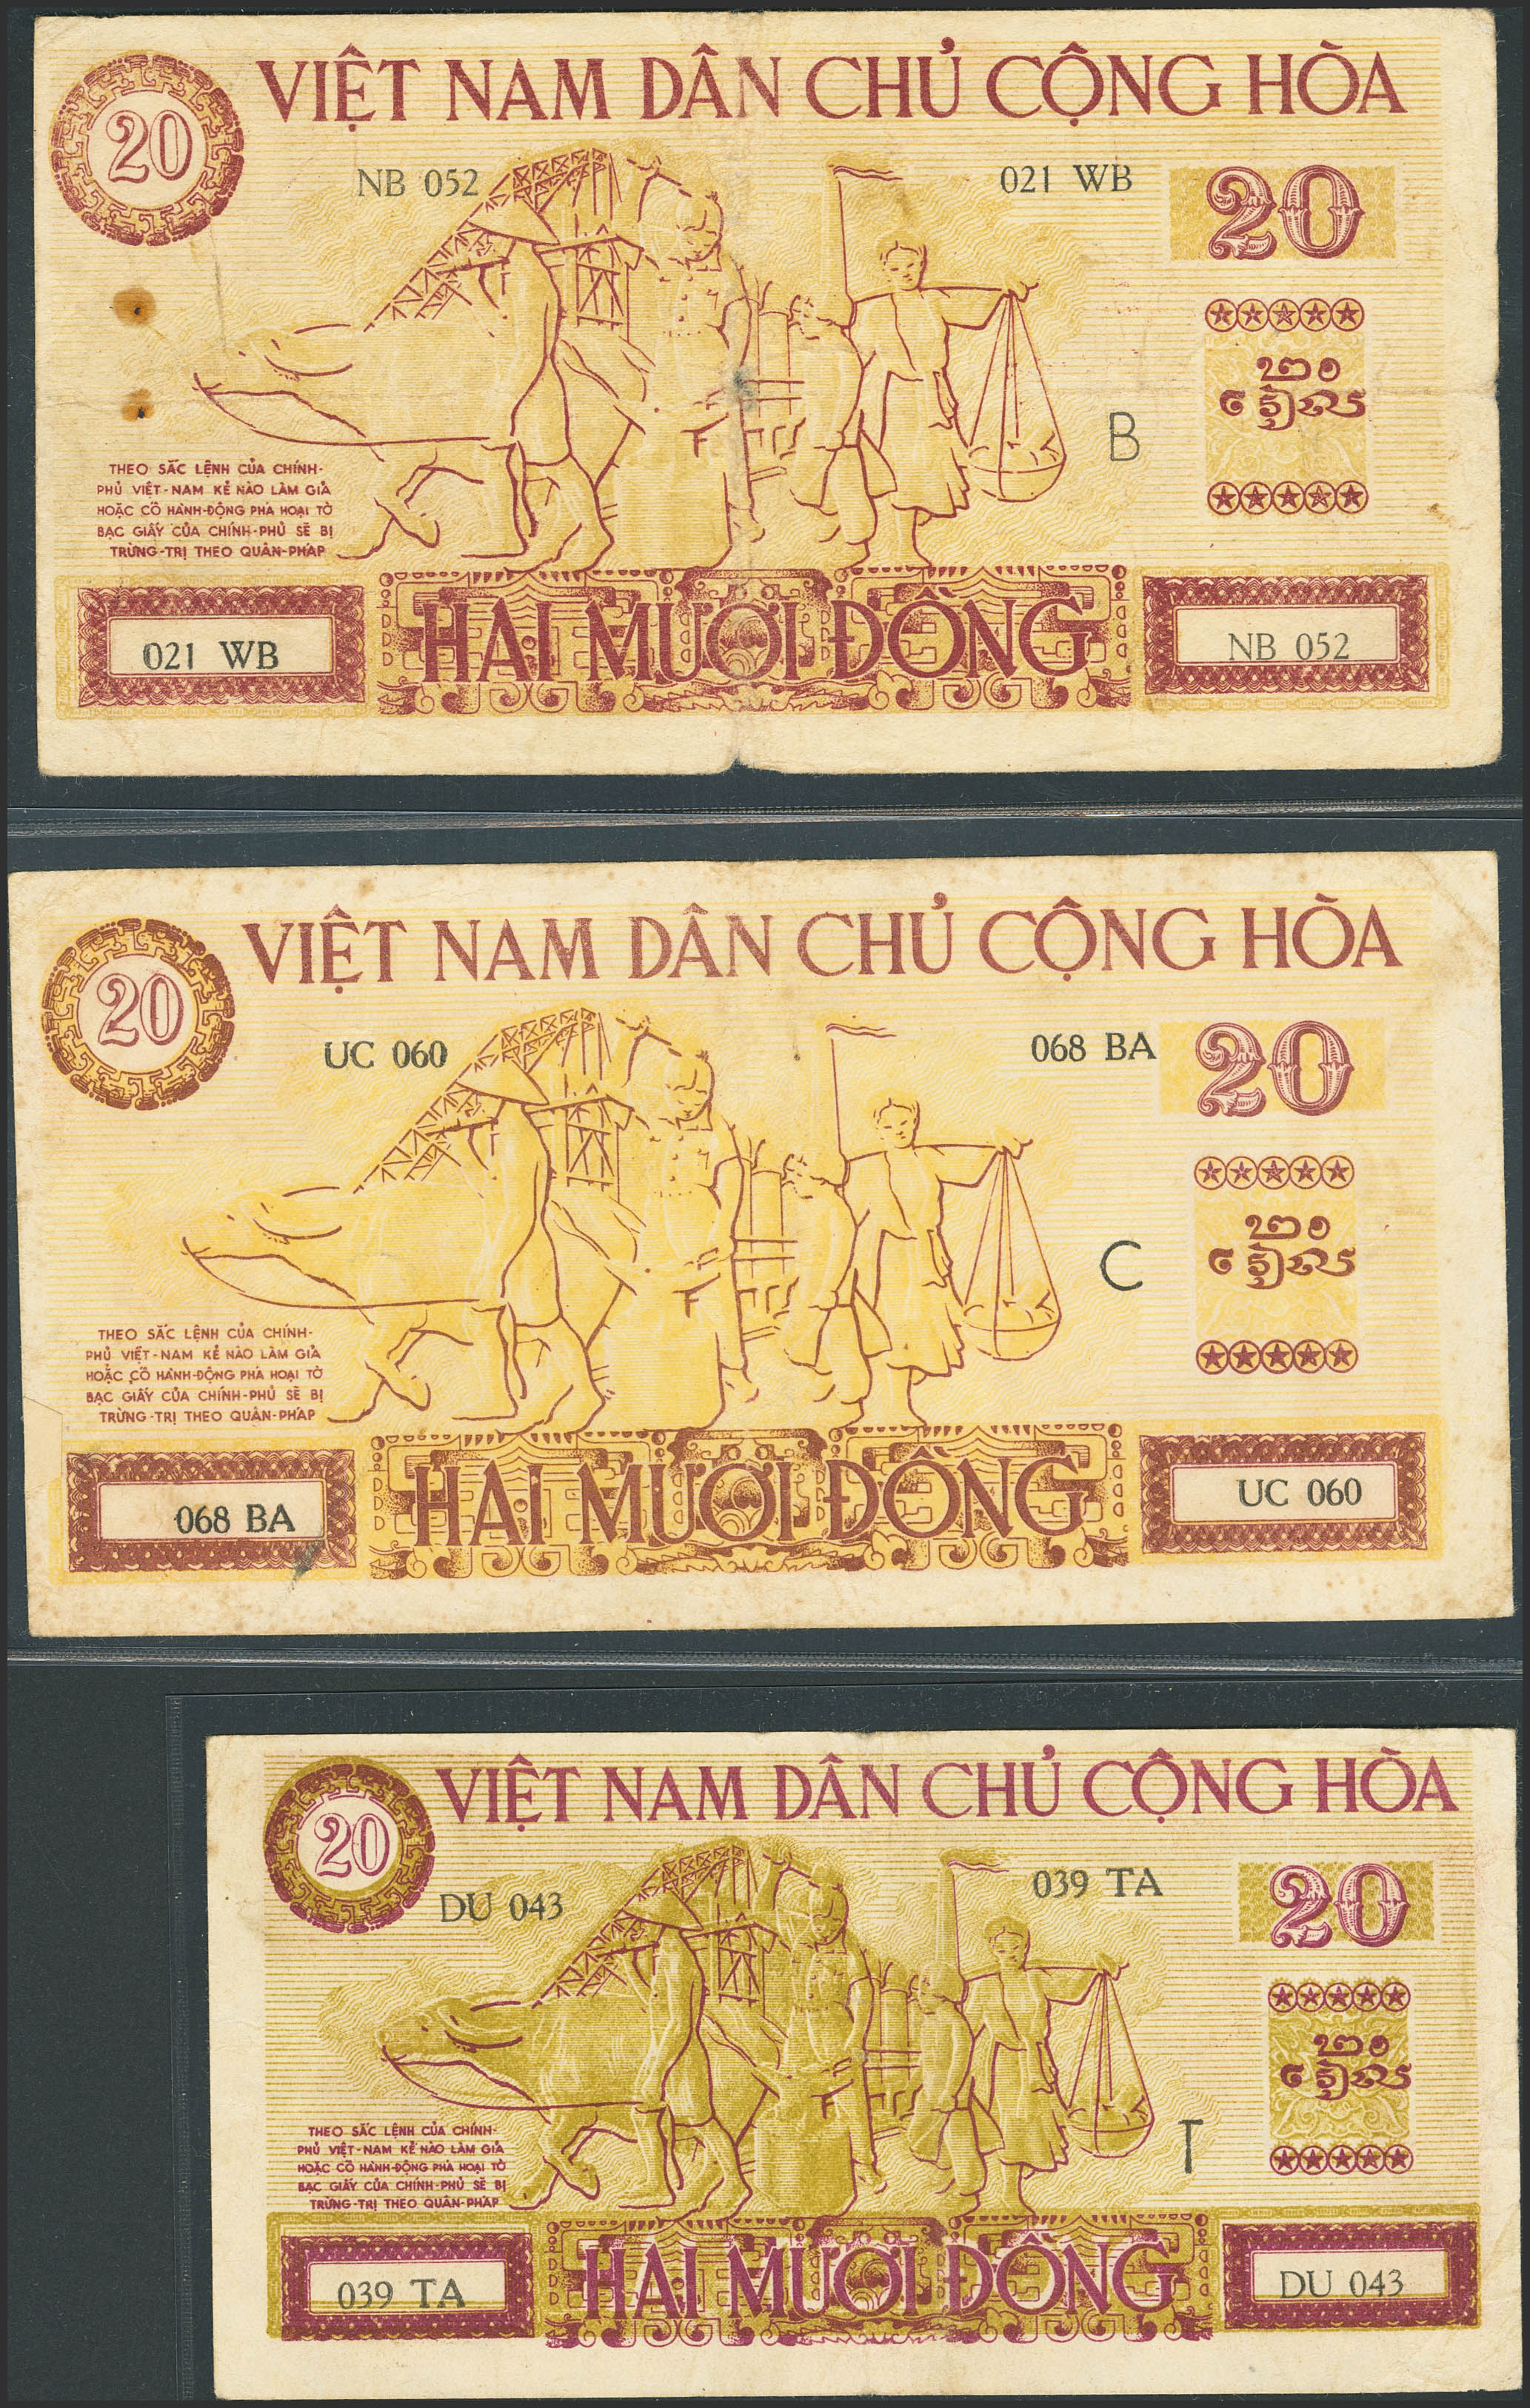 VIỆT NAM DÂN CHỦ CỘNG HÒA
20
NB 052
021 WB
20
B
THEO SẮC LỆNH CỦA CHÍNH-
PHỦ VIỆT-NAM KẺ NÀO LÀM GIẢ
HOẶC CÓ HÀNH-ĐỘNG PHÁ HOẠI TỜ
BẠC GIẤY CỦA CHÍNH-PHỦ SẼ BỊ
TRỪNG-TRỊ THEO QUÂN-PHÁP
021 WB
HAI MƯƠI ĐỒNG
NB 052
VIỆT NAM DÂN CHỦ CỘNG HÒA
20
UC 060
068 BA
20
C
THEO SẮC LỆNH CỦA CHÍNH-
PHỦ VIỆT-NAM KẺ NÀO LÀM GIẢ
HOẶC CÓ HÀNH-ĐỘNG PHÁ HOẠI TỜ
BẠC GIẤY CỦA CHÍNH-PHỦ SẼ BỊ
TRỪNG-TRỊ THEO QUÂN-PHÁP
068 BA
HAI MƯƠI ĐỒNG
UC 060
VIỆT NAM DÂN CHỦ CỘNG HÒA
20
DU 043
039 TA
20
T
THEO SẮC LỆNH CỦA CHÍNH-
PHỦ VIỆT-NAM KẺ NÀO LÀM GIẢ
HOẶC CÓ HÀNH-ĐỘNG PHÁ HOẠI TỜ
BẠC GIẤY CỦA CHÍNH-PHỦ SẼ BỊ
TRỪNG-TRỊ THEO QUÂN-PHÁP
039 TA
HAI MƯƠI ĐỒNG
DU 043